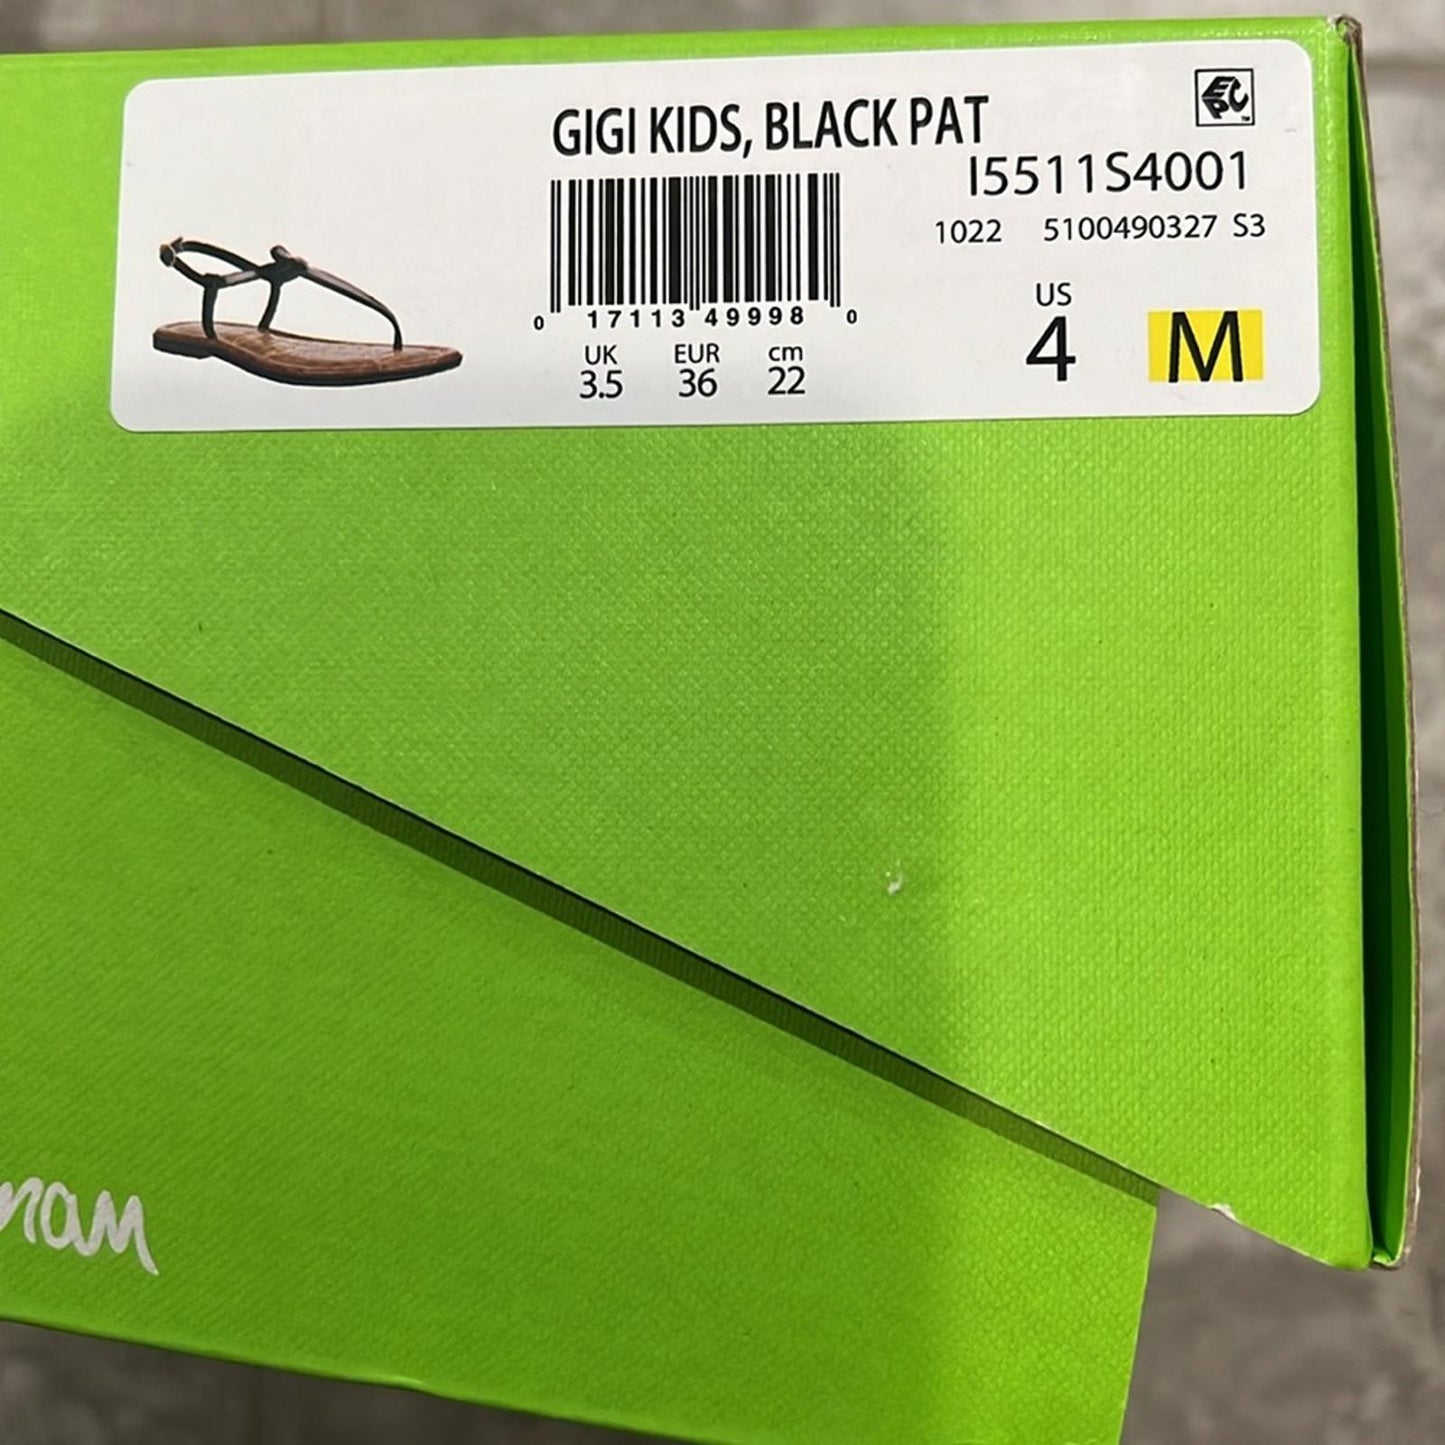 GIGI KIDS, BLACK PAT
EPC
I5511S4001
1022 5100490327 S3
0 17113 49998 0
UK EUR cm
3.5 36 22
US
4 M